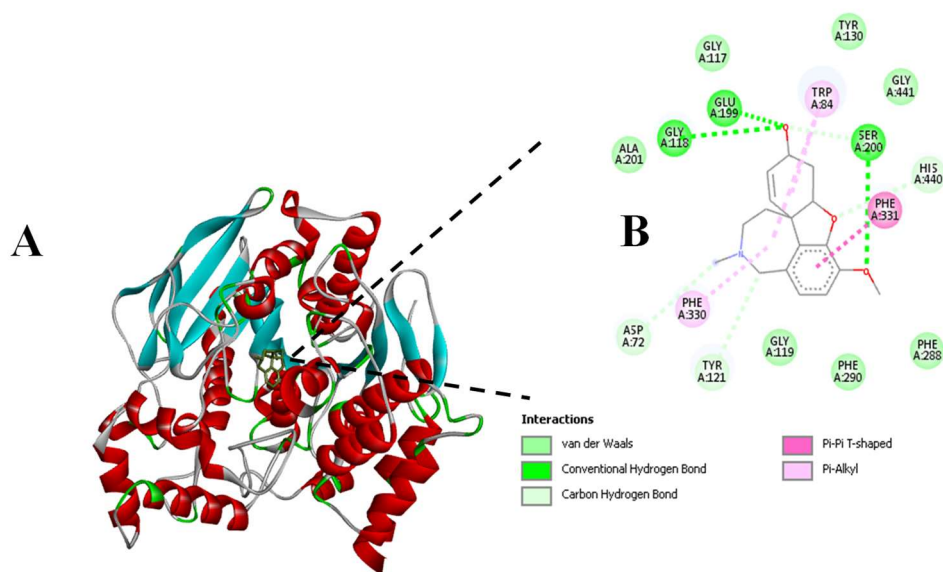 A
B
TYR
A:130
GLY
A:117
GLY
A:441
TRP
A:84
GLU
A:199
GLY
A:118
SER
A:200
ALA
A:201
HIS
A:440
PHE
A:331
N
PHE
A:330
ASP
A:72
TYR
A:121
GLY
A:119
PHE
A:290
PHE
A:288
Interactions
van der Waals
Conventional Hydrogen Bond
Carbon Hydrogen Bond
Pi-Pi T-shaped
Pi-Alkyl